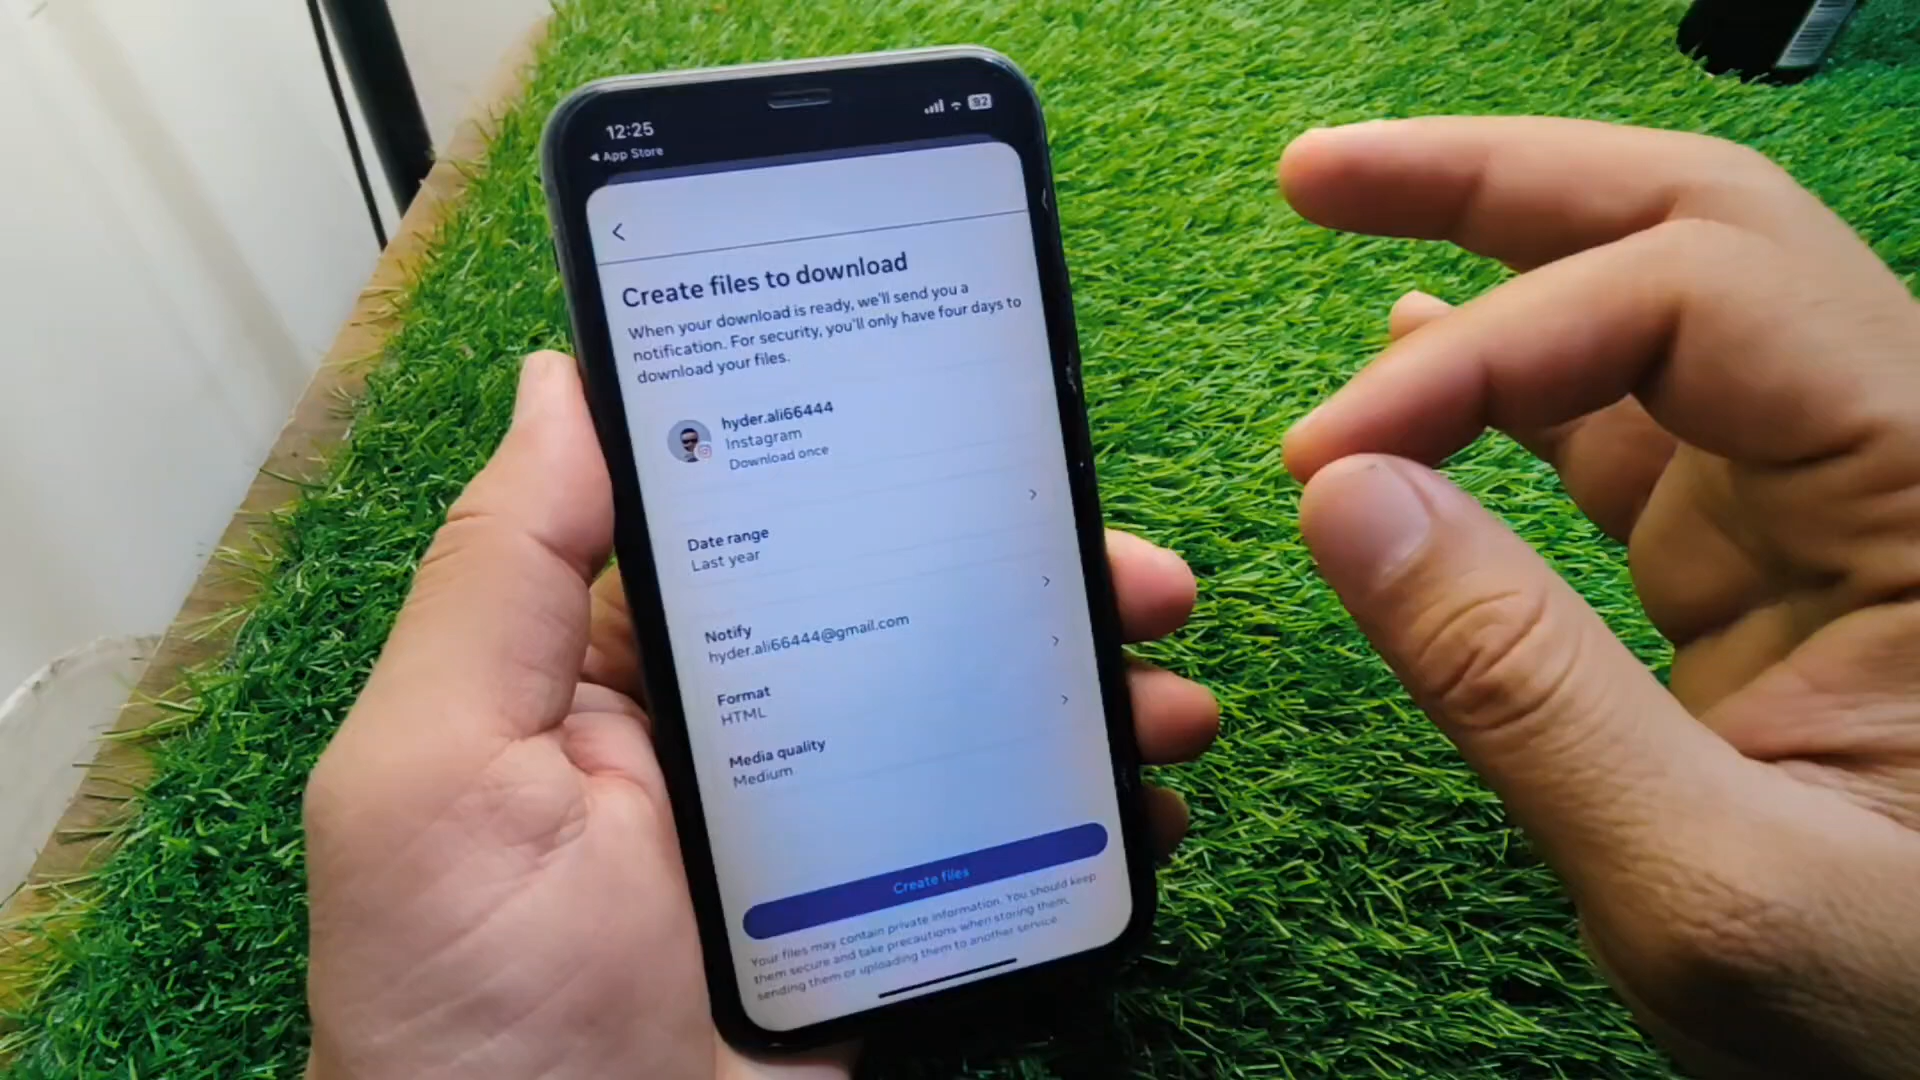 12:25
92
◀ App Store
Create files to download
When your download is ready, we'll send you a
notification. For security, you'll only have four days to
download your files.
hyder.ali66444
Instagram
Download once
Date range
Last year
Notify
hyder.ali66444@gmail.com
Format
HTML
Media quality
Medium
Create files
Your files may contain private information. You should keep
them secure and take precautions when storing them,
sending them or uploading them to another service.